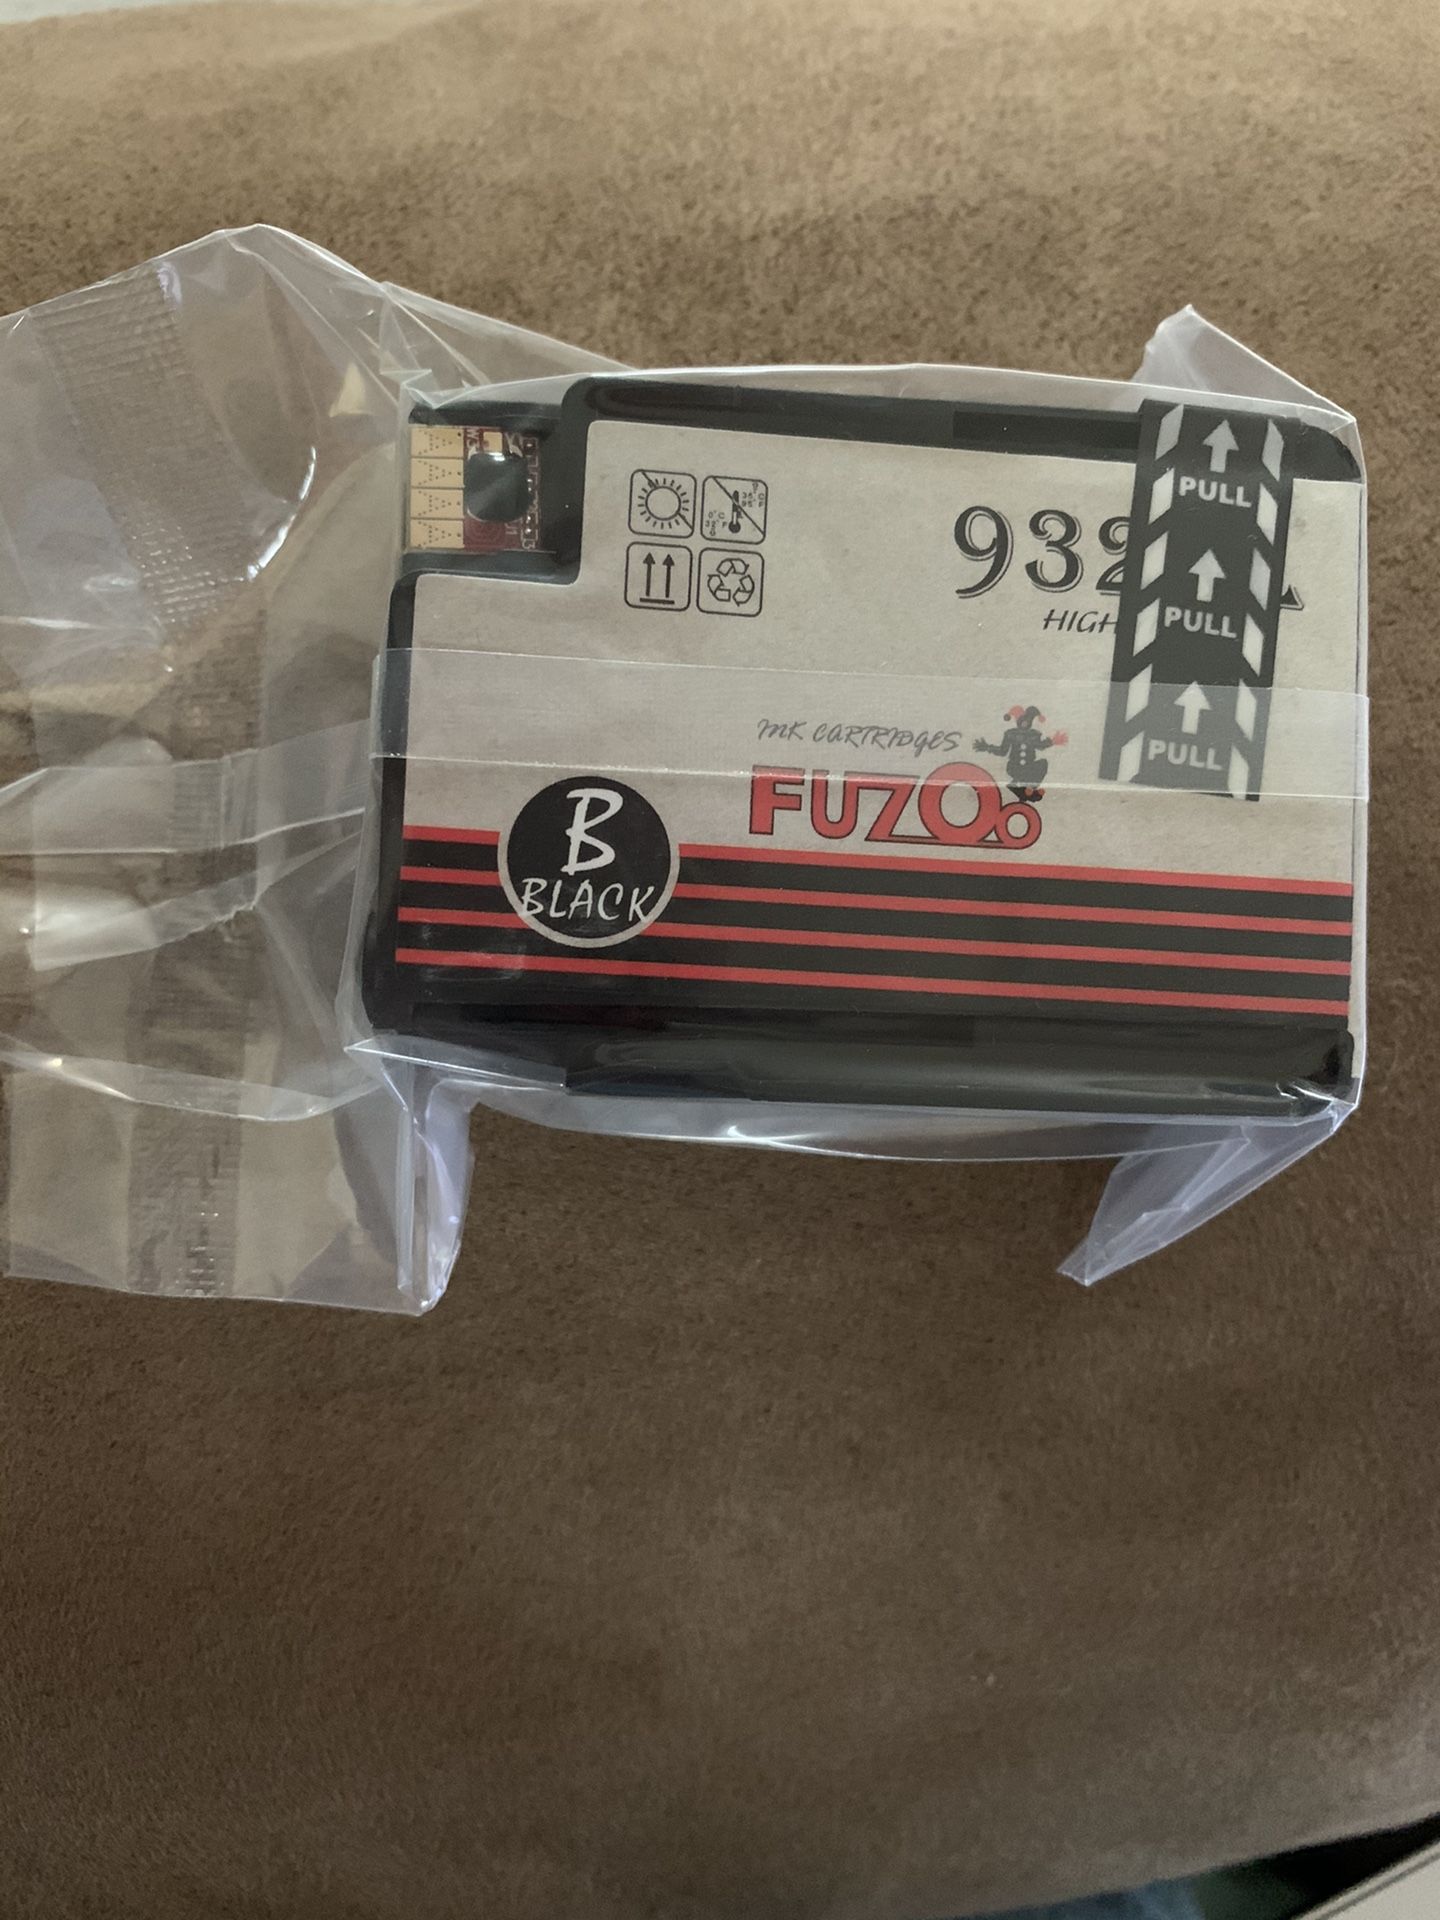 932
HIGH
PULL
PULL
PULL
INK CARTRIDGES
FUZOo
B
BLACK